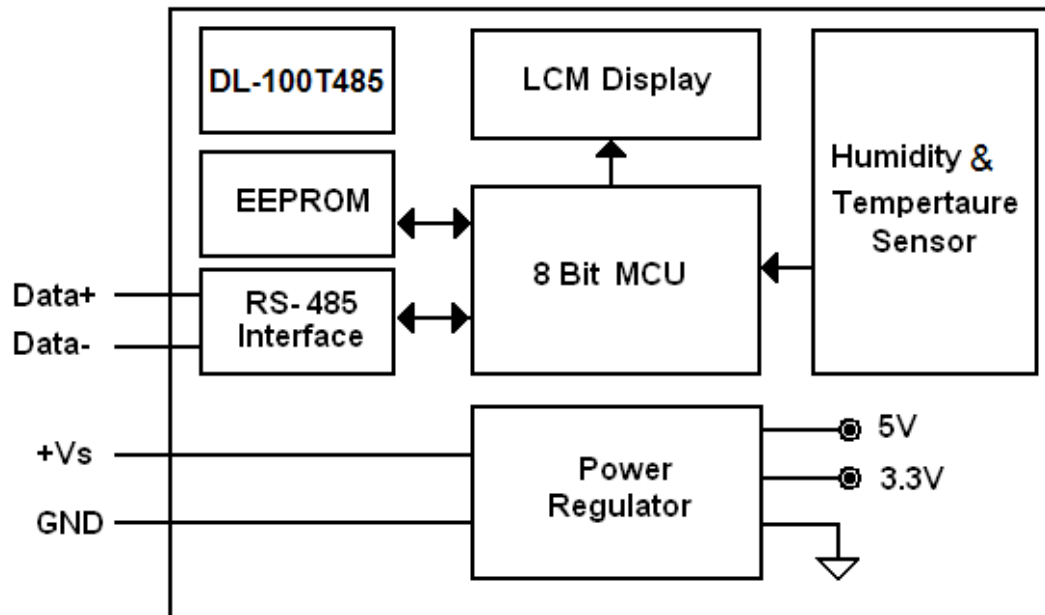 DL-100T485
LCM Display
Humidity &
Tempertaure
Sensor
EEPROM
8 Bit MCU
RS- 485
Interface
Data+
Data-
+Vs
GND
Power
Regulator
5V
3.3V